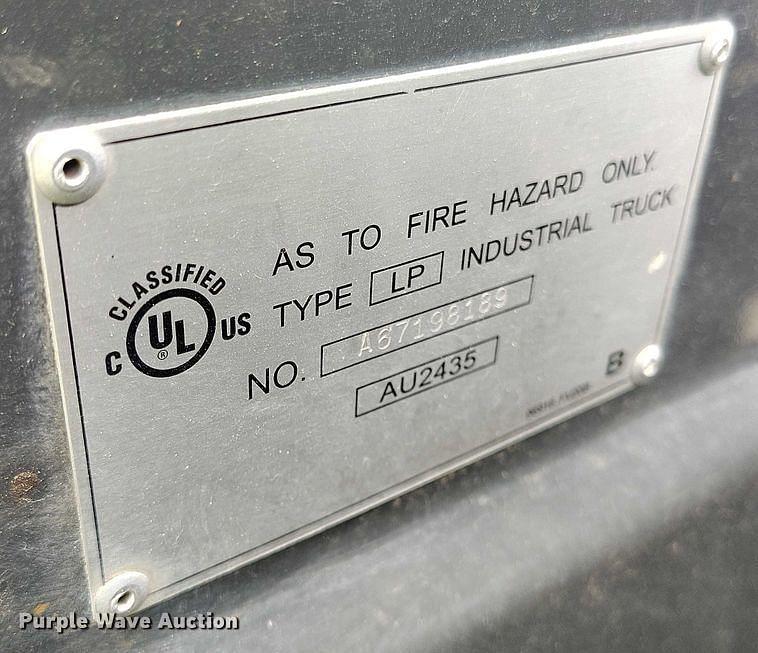 CLASSIFIED
C UL ® US
AS TO FIRE HAZARD ONLY.
TYPE LP INDUSTRIAL TRUCK
NO. A67198189
AU2435
B
Purple Wave Auction